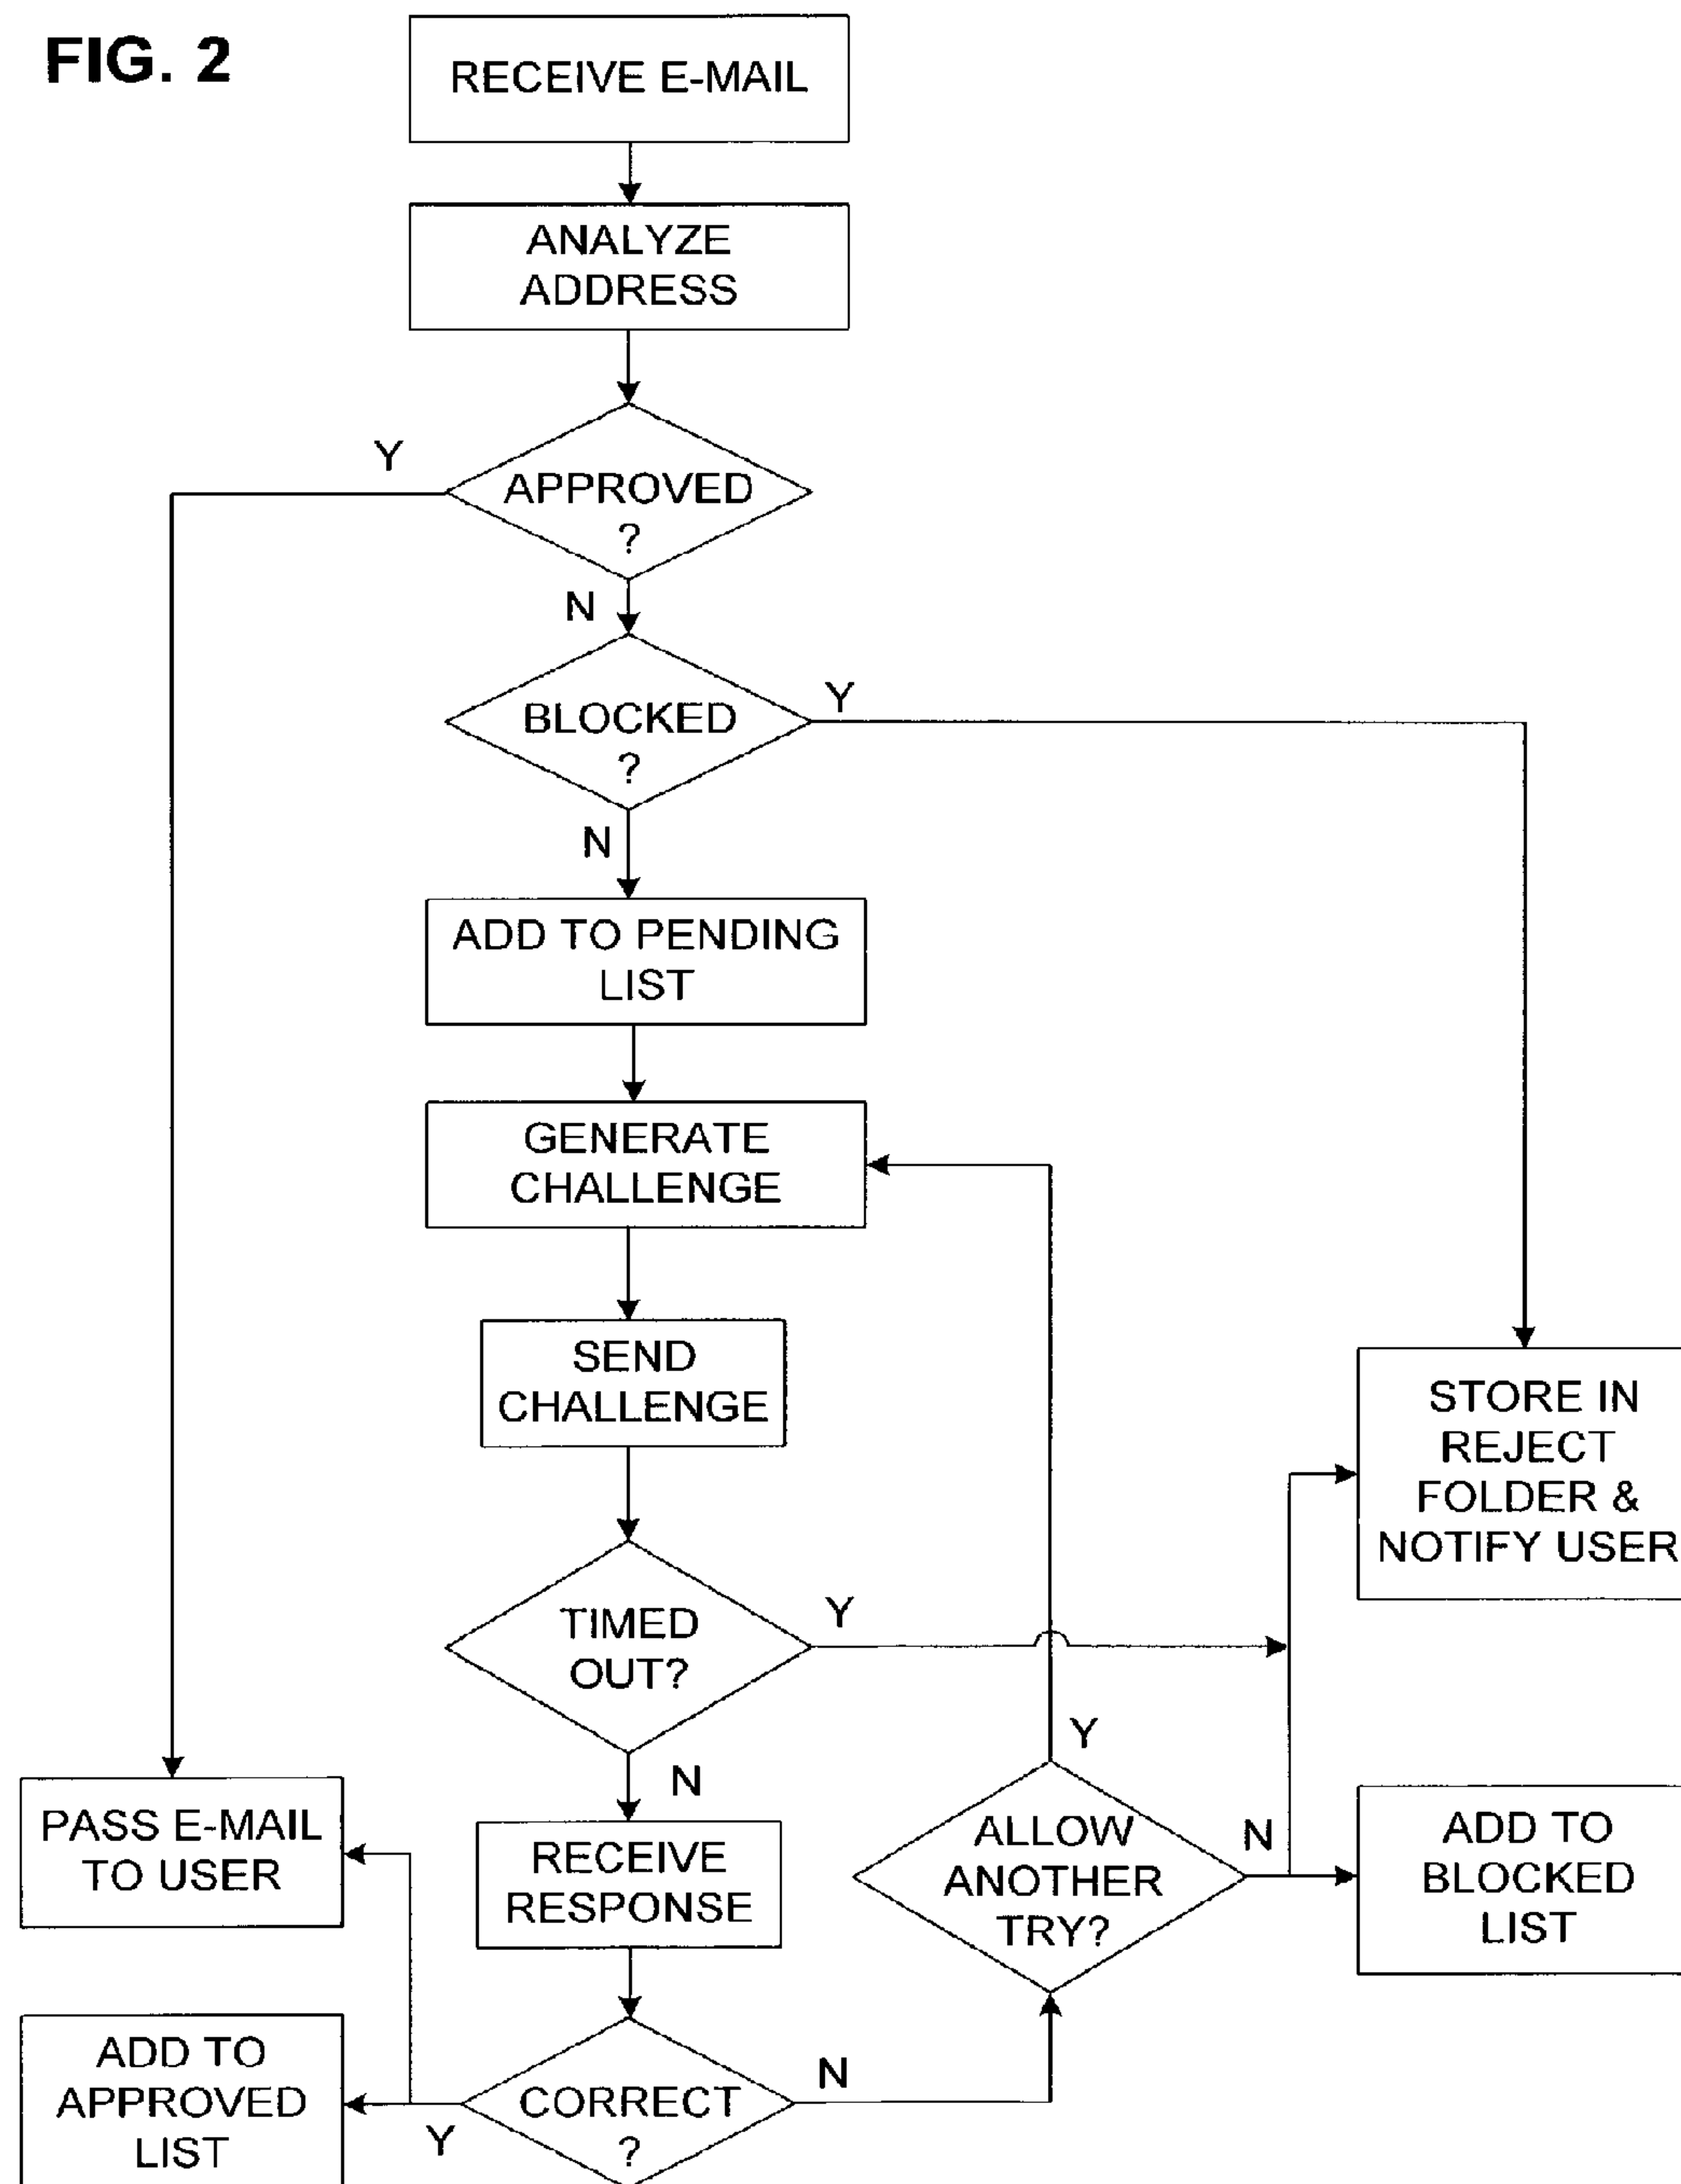 FIG. 2
RECEIVE E-MAIL
ANALYZE
ADDRESS
APPROVED
?
Y
N
BLOCKED
?
Y
N
ADD TO PENDING
LIST
GENERATE
CHALLENGE
SEND
CHALLENGE
STORE IN
REJECT
FOLDER &
NOTIFY USER
TIMED
OUT?
Y
N
PASS E-MAIL
TO USER
RECEIVE
RESPONSE
ALLOW
ANOTHER
TRY?
Y
N
ADD TO
BLOCKED
LIST
ADD TO
APPROVED
LIST
Y
CORRECT
?
N